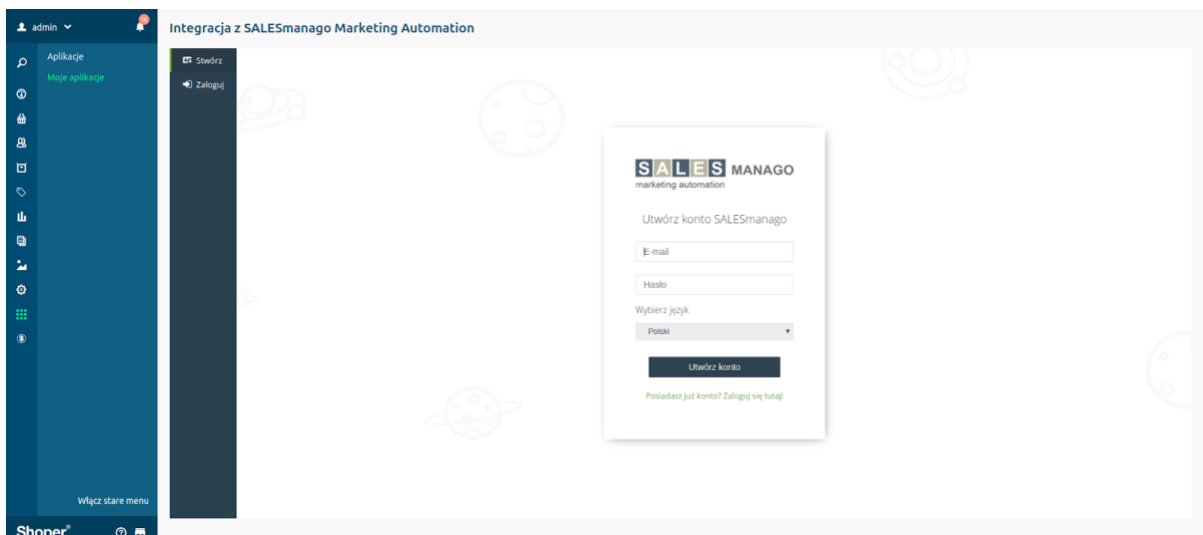 admin
Integracja z SALESmanago Marketing Automation
Aplikacje
Moje aplikacje
Stwórz
Zaloguj
SALES MANAGO
marketing automation
Utwórz konto SALESmanago
E-mail
Hasło
Wybierz język
Polski
Utwórz konto
Posiadasz już konto? Zaloguj się tutaj!
Włącz stare menu
Shoper®